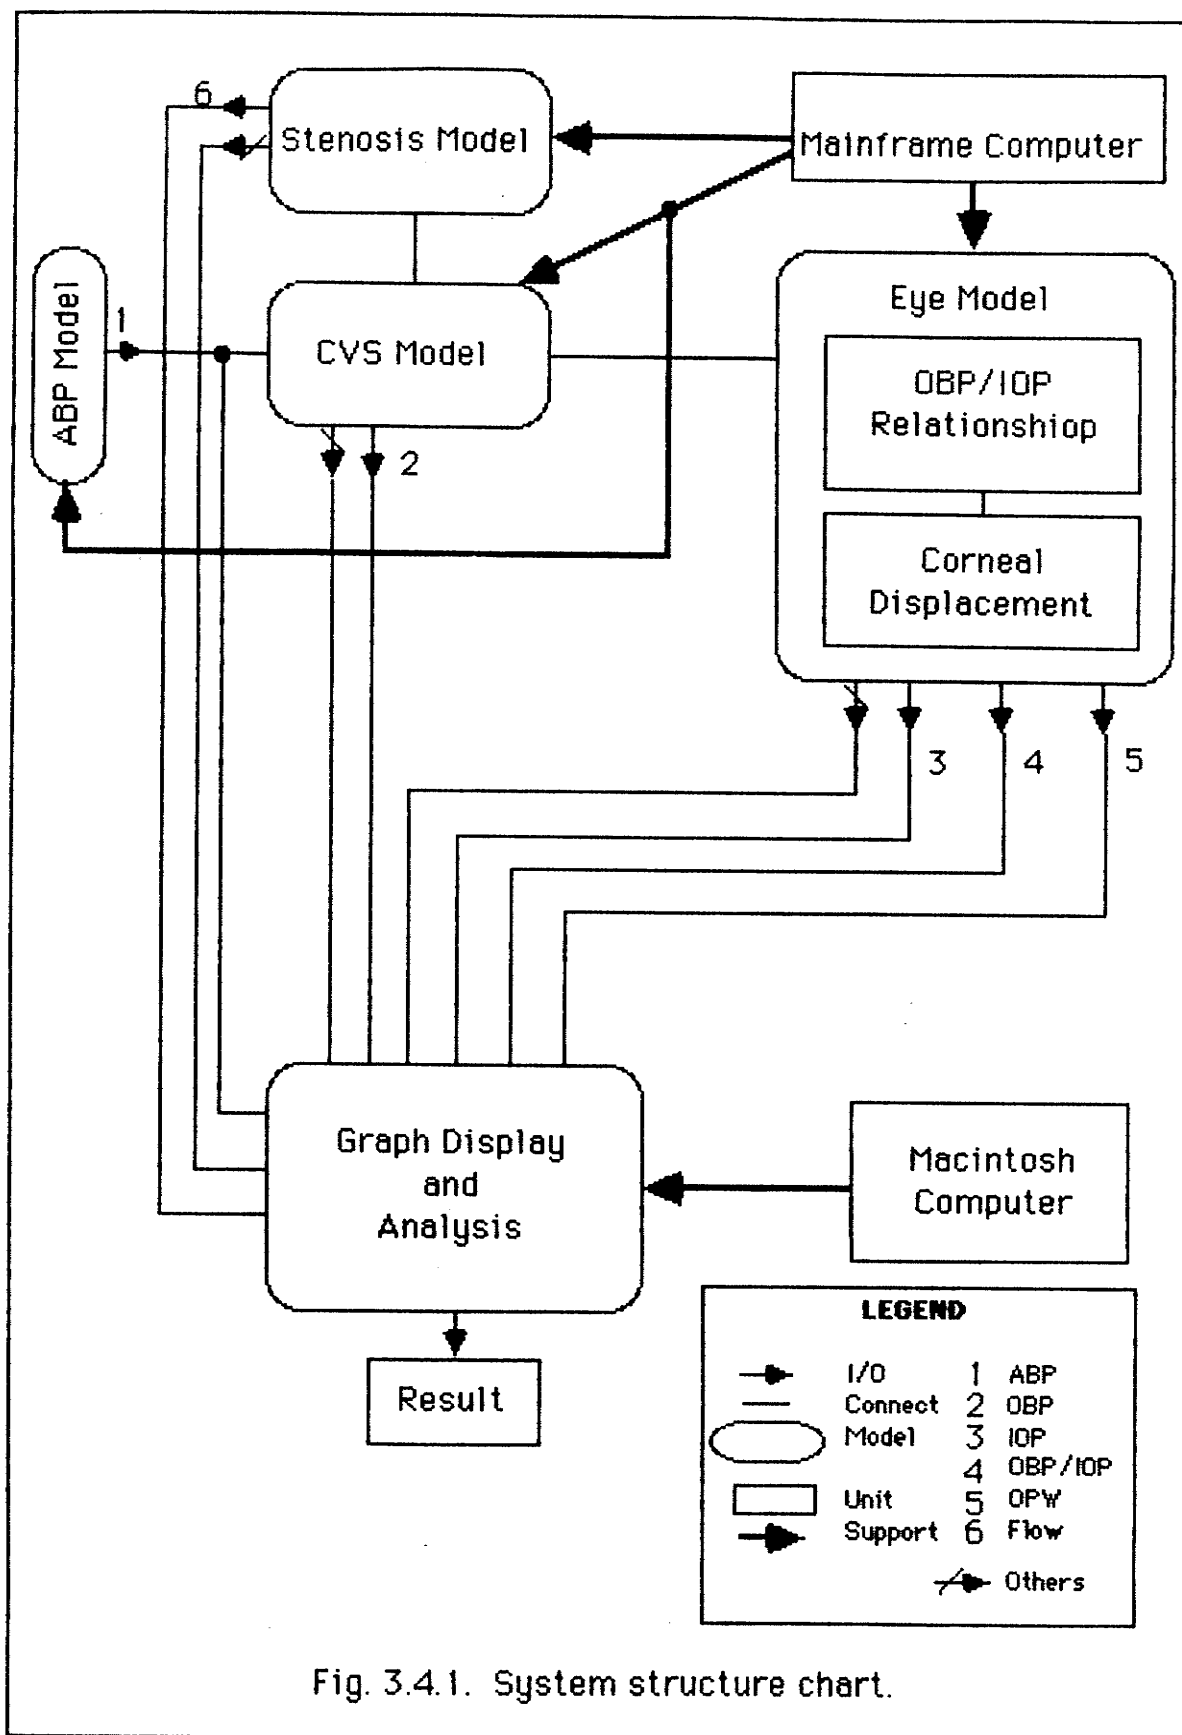 6
Stenosis Model
Mainframe Computer
ABP Model
1
CVS Model
2
Eye Model
OBP/IOP
Relationshiop
Corneal
Displacement
3
4
5
Graph Display
and
Analysis
Macintosh
Computer
Result
LEGEND
I/O 1 ABP
Connect 2 OBP
Model 3 IOP
4 OBP/IOP
Unit 5 OPW
Support 6 Flow
Others
Fig. 3.4.1. System structure chart.